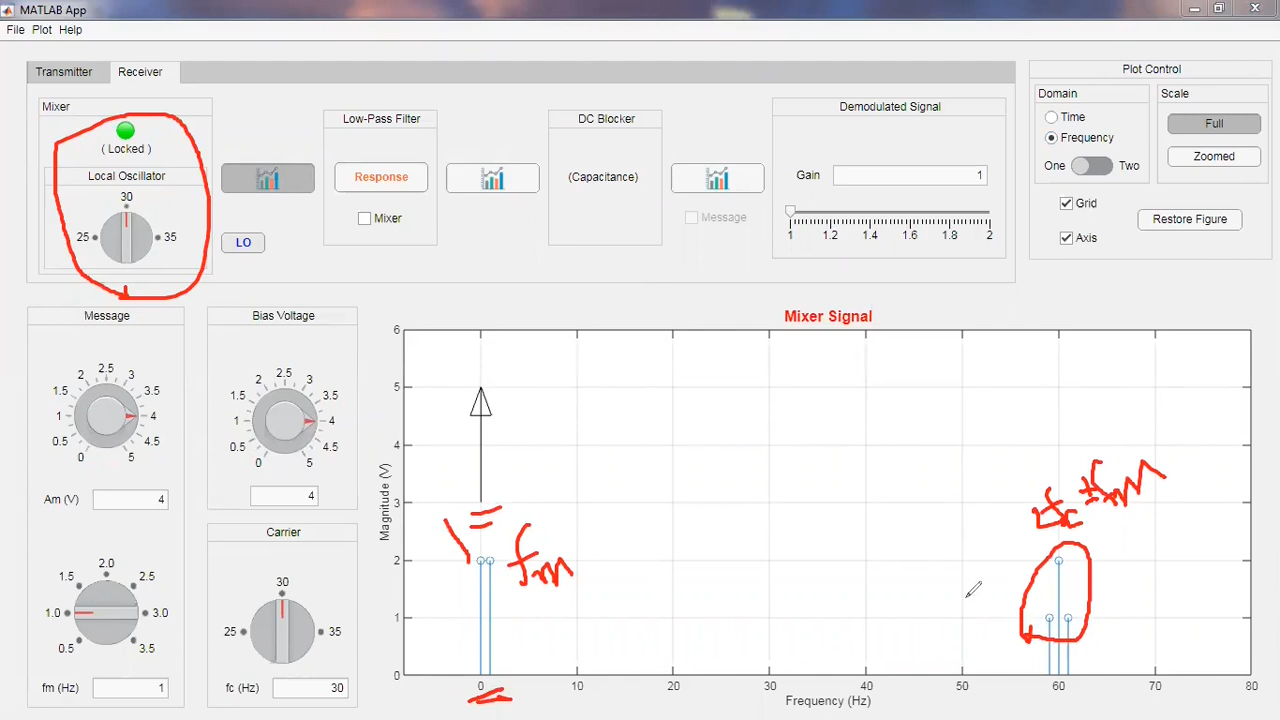 MATLAB App
File Plot Help
Transmitter Receiver
Mixer
( Locked )
Local Oscillator
30
25 35
LO
Low-Pass Filter
Response
Mixer
DC Blocker
(Capacitance)
Message
Demodulated Signal
Gain 1
1 1.2 1.4 1.6 1.8 2
Plot Control
Domain
Time
Frequency
One Two
Scale
Full
Zoomed
Grid
Axis
Restore Figure
Message
0 0.5 1 1.5 2 2.5 3 3.5 4 4.5 5
Am (V) 4
0.5 1.0 1.5 2.0 2.5 3.0 3.5
fm (Hz) 1
Bias Voltage
0 0.5 1 1.5 2 2.5 3 3.5 4 4.5 5
4
Carrier
30
25 35
fc (Hz) 30
Mixer Signal
Magnitude (V)
6
5
4
3
2
1
0
0 10 20 30 40 50 60 70 80
Frequency (Hz)
fm
2fc ±fm